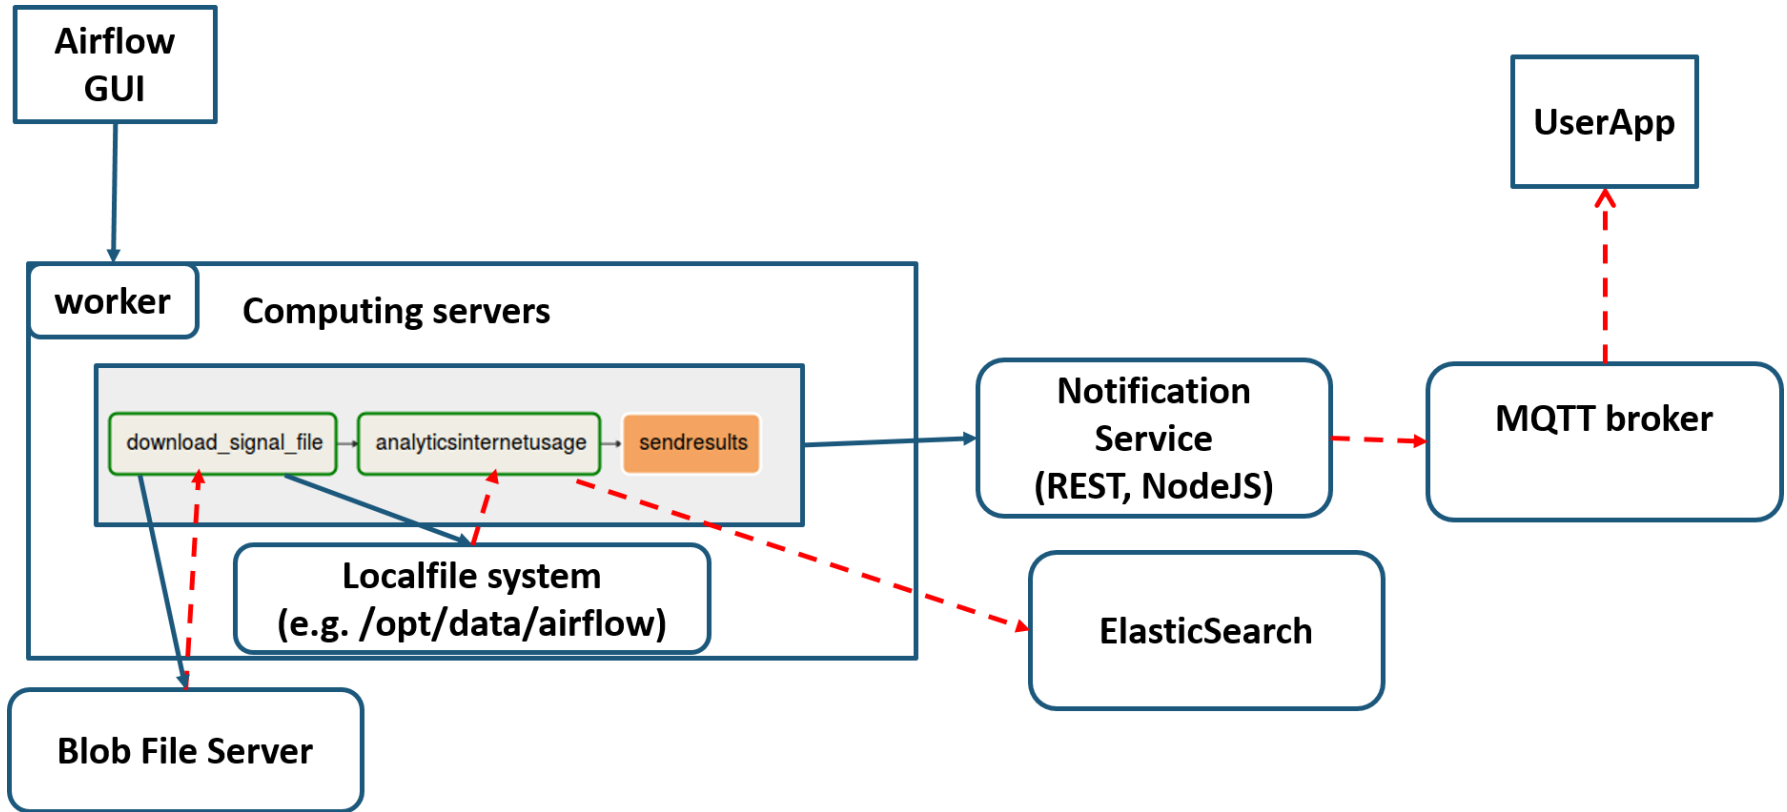 Airflow
GUI
UserApp
worker
Computing servers
download_signal_file
analyticsinternetusage
sendresults
Notification
Service
(REST, NodeJS)
MQTT broker
Localfile system
(e.g. /opt/data/airflow)
ElasticSearch
Blob File Server